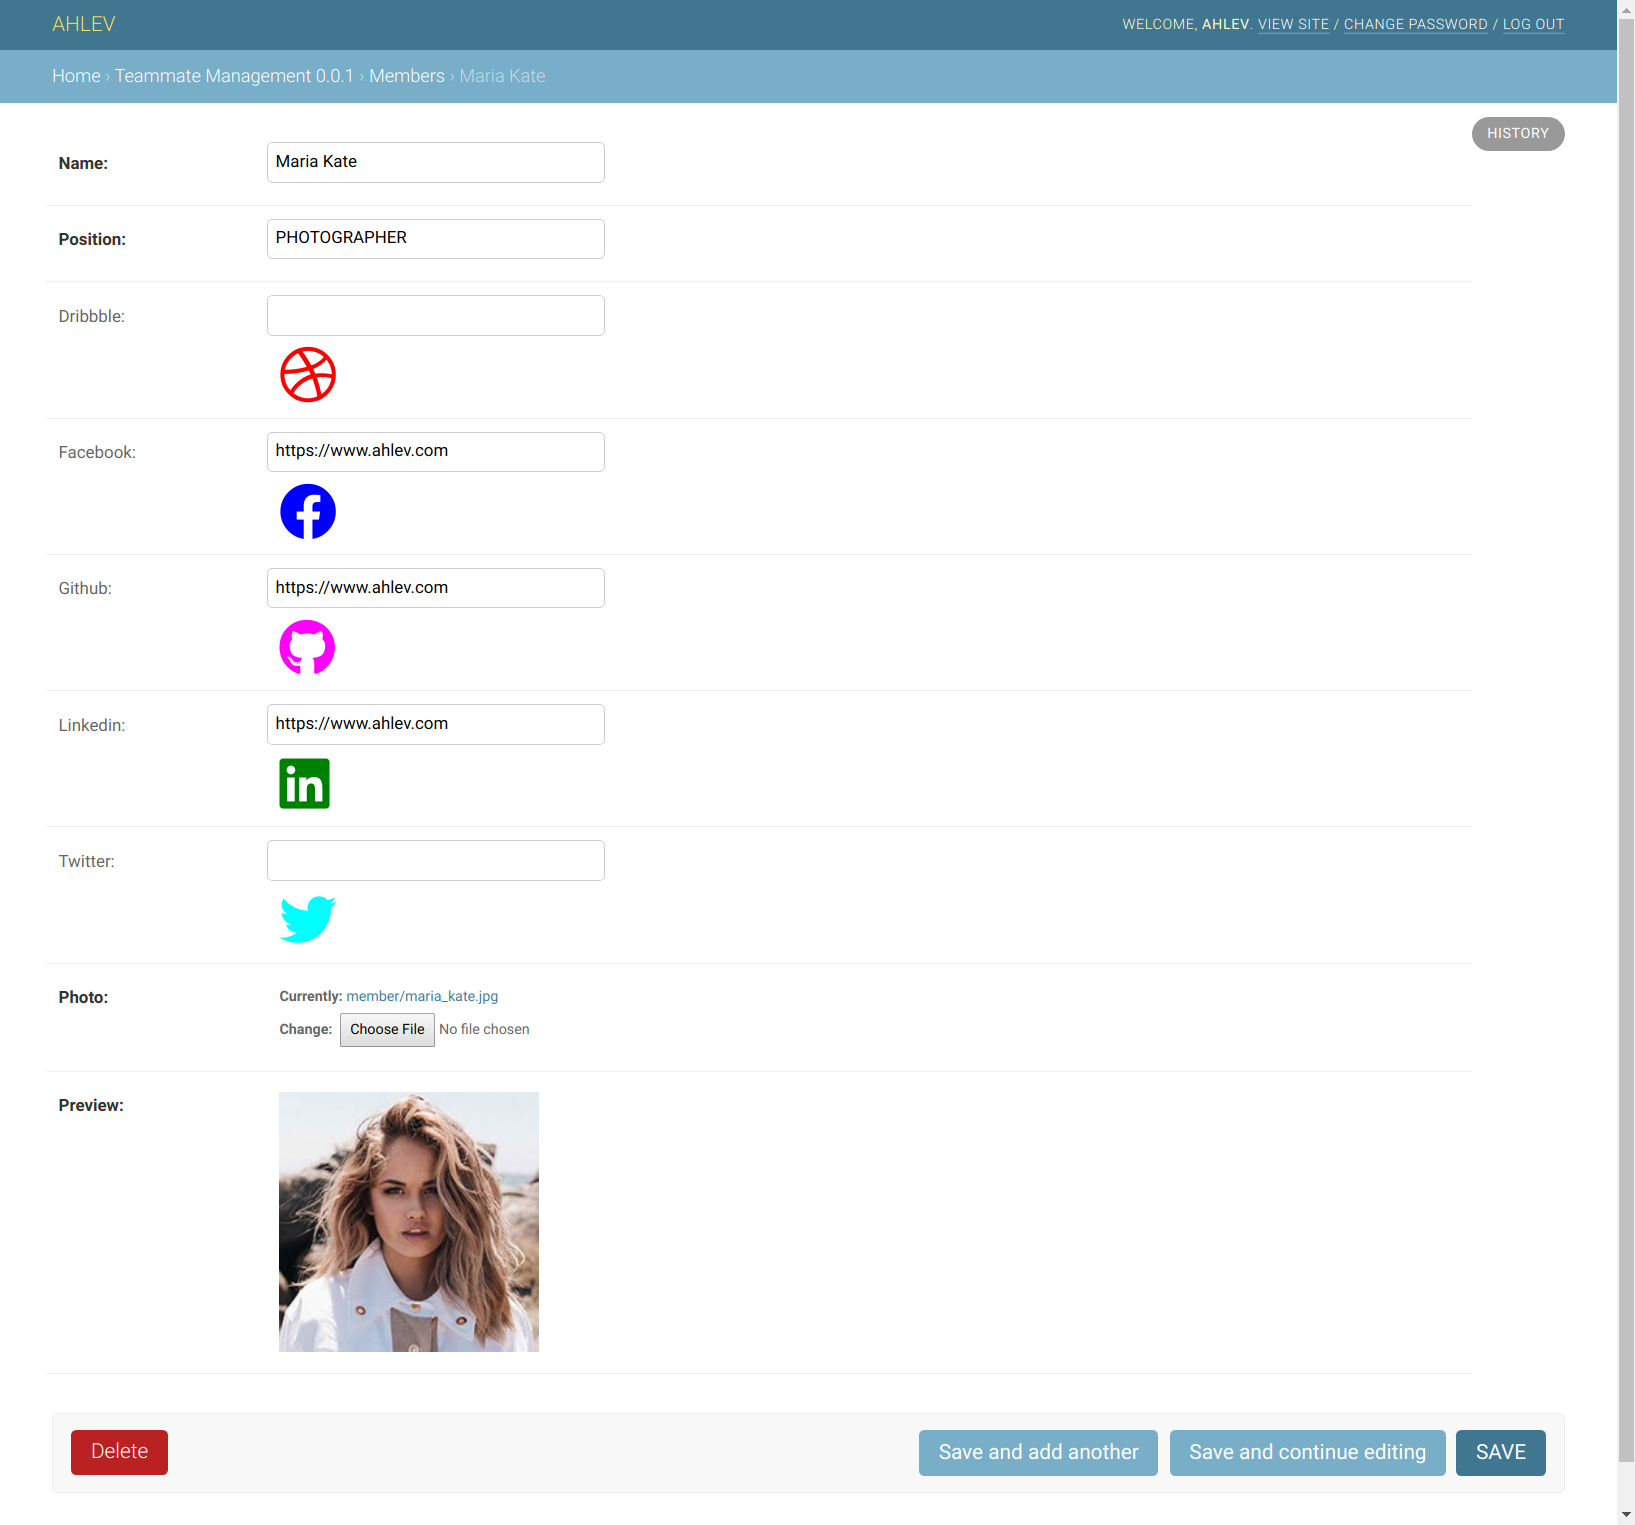 AHLEV
WELCOME, AHLEV. VIEW SITE / CHANGE PASSWORD / LOG OUT
Home › Teammate Management 0.0.1 › Members › Maria Kate
HISTORY
Name: Maria Kate
Position: PHOTOGRAPHER
Dribbble:
Facebook: https://www.ahlev.com
Github: https://www.ahlev.com
Linkedin: https://www.ahlev.com
in
Twitter:
Photo: Currently: member/maria_kate.jpg
Change: Choose File No file chosen
Preview:
Delete Save and add another Save and continue editing SAVE